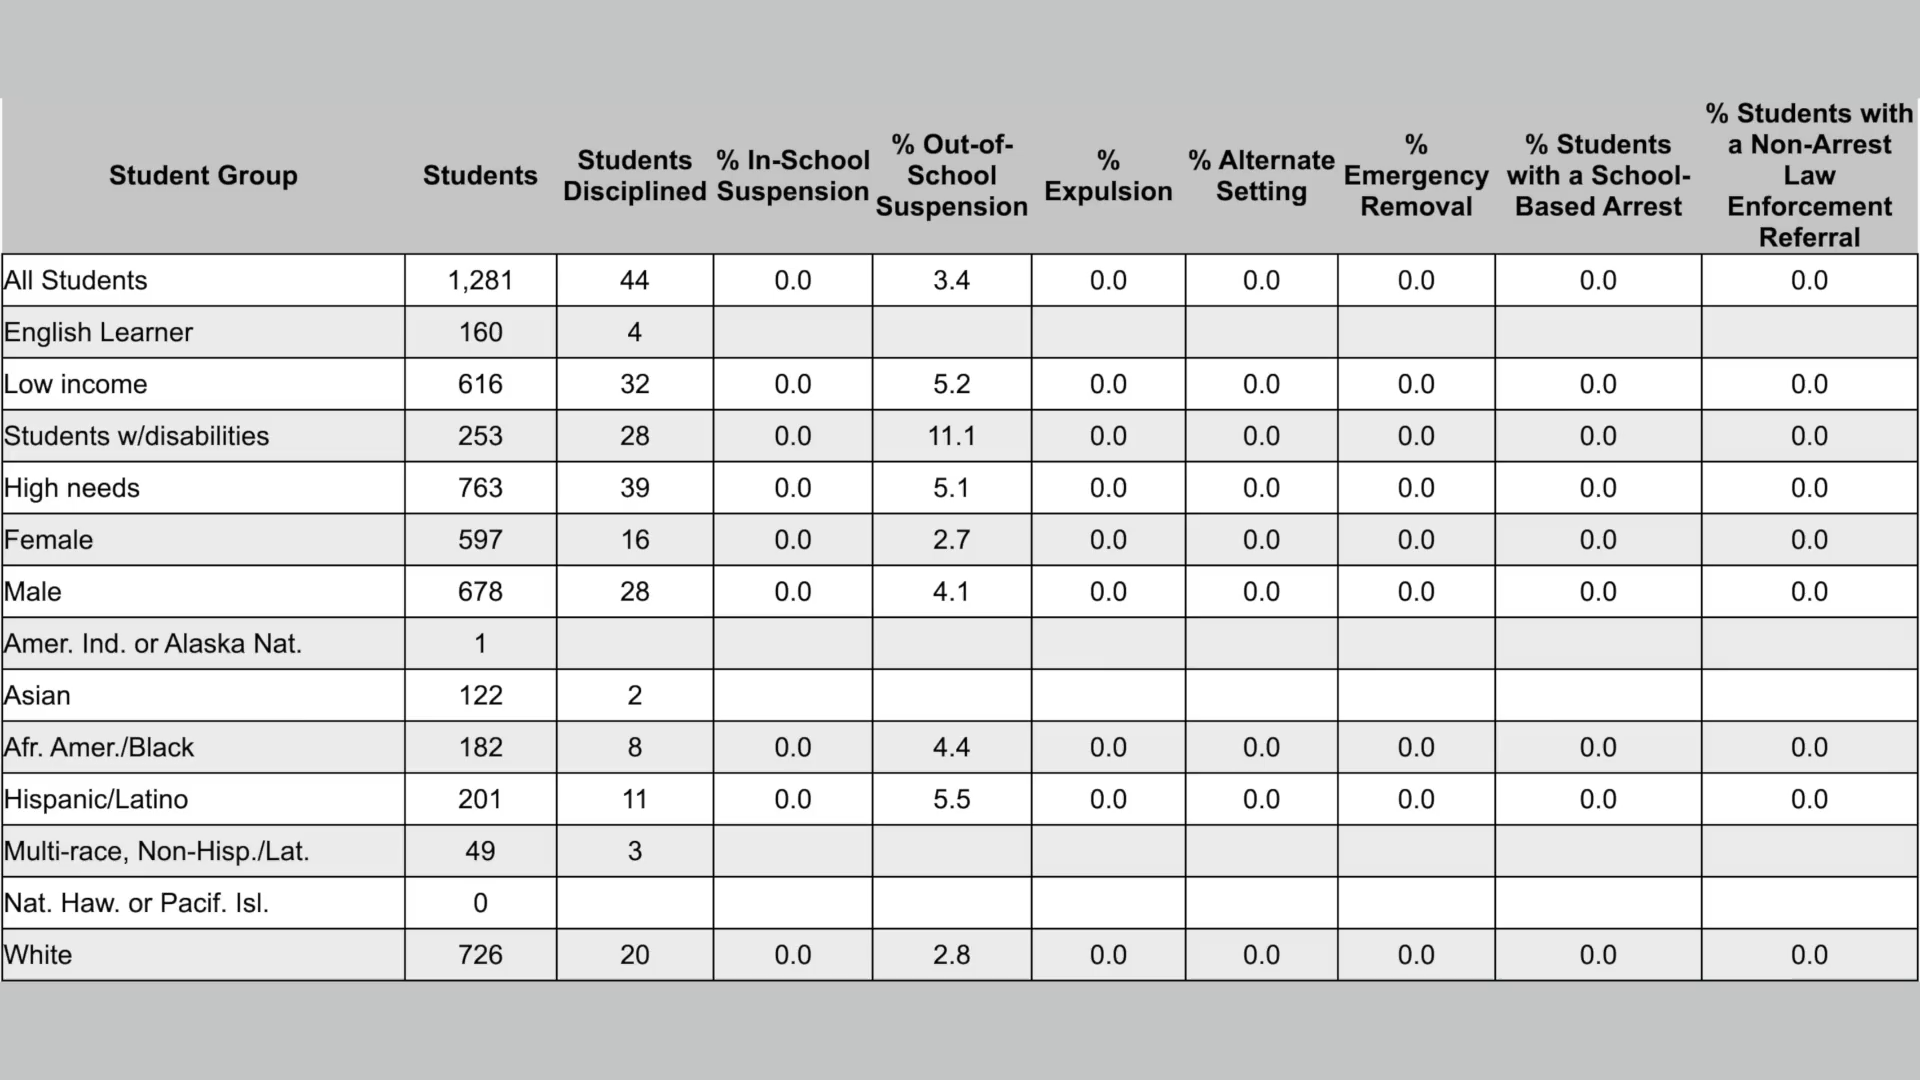 Student Group Students Students Disciplined % In-School Suspension % Out-of-School Suspension % Expulsion % Alternate Setting % Emergency Removal % Students with a School-Based Arrest % Students with a Non-Arrest Law Enforcement Referral
All Students 1,281 44 0.0 3.4 0.0 0.0 0.0 0.0 0.0
English Learner 160 4
Low income 616 32 0.0 5.2 0.0 0.0 0.0 0.0 0.0
Students w/disabilities 253 28 0.0 11.1 0.0 0.0 0.0 0.0 0.0
High needs 763 39 0.0 5.1 0.0 0.0 0.0 0.0 0.0
Female 597 16 0.0 2.7 0.0 0.0 0.0 0.0 0.0
Male 678 28 0.0 4.1 0.0 0.0 0.0 0.0 0.0
Amer. Ind. or Alaska Nat. 1
Asian 122 2
Afr. Amer./Black 182 8 0.0 4.4 0.0 0.0 0.0 0.0 0.0
Hispanic/Latino 201 11 0.0 5.5 0.0 0.0 0.0 0.0 0.0
Multi-race, Non-Hisp./Lat. 49 3
Nat. Haw. or Pacif. Isl. 0
White 726 20 0.0 2.8 0.0 0.0 0.0 0.0 0.0